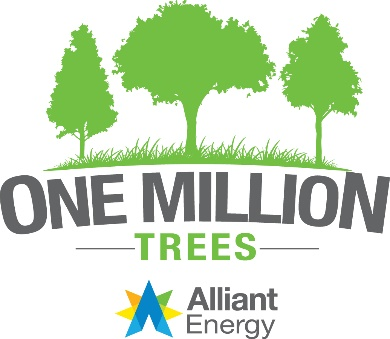 ONE MILLION
TREES
Alliant
Energy